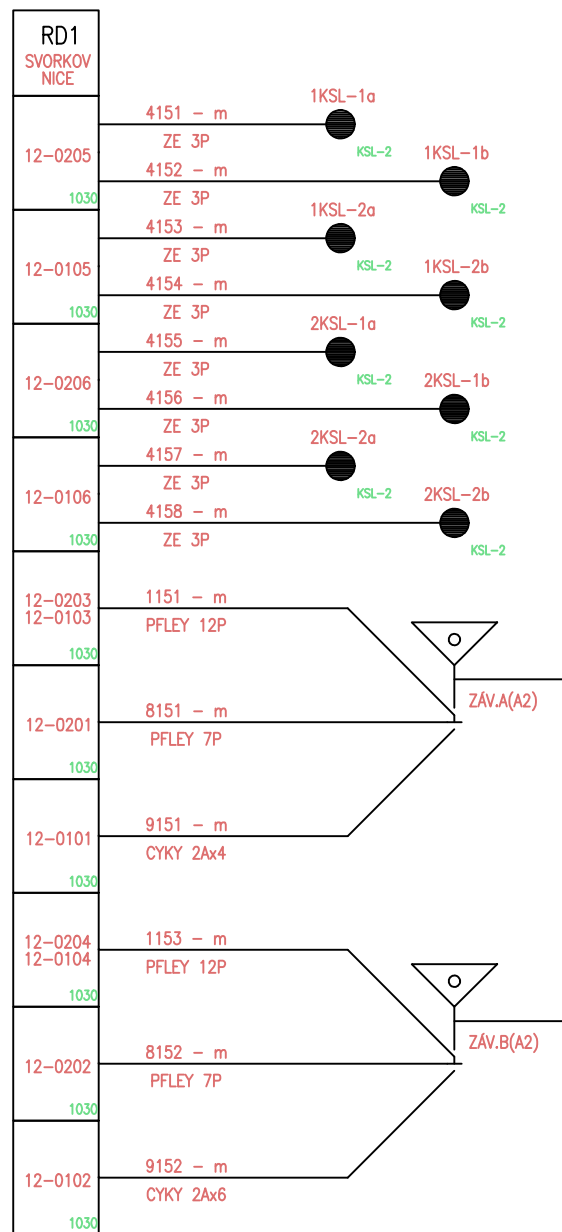 RD1
SVORKOV
NICE
12-0205
1030
4151 - m
ZE 3P
1KSL-1a
KSL-2
4152 - m
ZE 3P
1KSL-1b
KSL-2
12-0105
1030
4153 - m
ZE 3P
1KSL-2a
KSL-2
4154 - m
ZE 3P
1KSL-2b
KSL-2
12-0206
1030
4155 - m
ZE 3P
2KSL-1a
KSL-2
4156 - m
ZE 3P
2KSL-1b
KSL-2
12-0106
1030
4157 - m
ZE 3P
2KSL-2a
KSL-2
4158 - m
ZE 3P
2KSL-2b
KSL-2
12-0203
12-0103
1030
1151 - m
PFLEY 12P
ZÁV.A(A2)
12-0201
1030
8151 - m
PFLEY 7P
12-0101
1030
9151 - m
CYKY 2Ax4
12-0204
12-0104
1030
1153 - m
PFLEY 12P
ZÁV.B(A2)
12-0202
1030
8152 - m
PFLEY 7P
12-0102
1030
9152 - m
CYKY 2Ax6